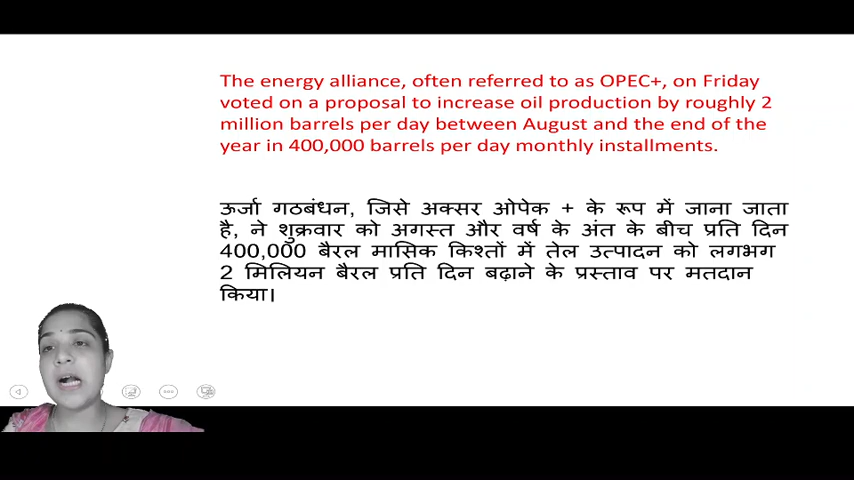 The energy alliance, often referred to as OPEC+, on Friday
voted on a proposal to increase oil production by roughly 2
million barrels per day between August and the end of the
year in 400,000 barrels per day monthly installments.
ऊर्जा गठबंधन, जिसे अक्सर ओपेक + के रूप में जाना जाता
है, ने शुक्रवार को अगस्त और वर्ष के अंत के बीच प्रति दिन
400,000 बैरल मासिक किश्तों में तेल उत्पादन को लगभग
2 मिलियन बैरल प्रति दिन बढ़ाने के प्रस्ताव पर मतदान
किया।